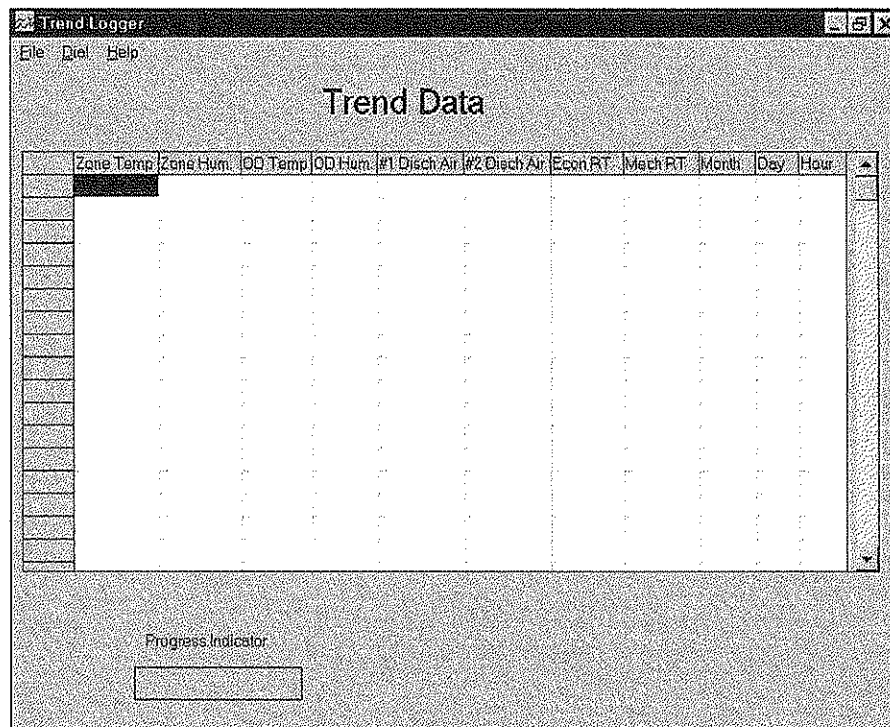 Trend Logger
File Dial Help
Trend Data
Zone Temp Zone Hum. OD Temp OD Hum. #1 Disch Air #2 Disch Air Econ RT Mech RT Month Day Hour
Progress Indicator